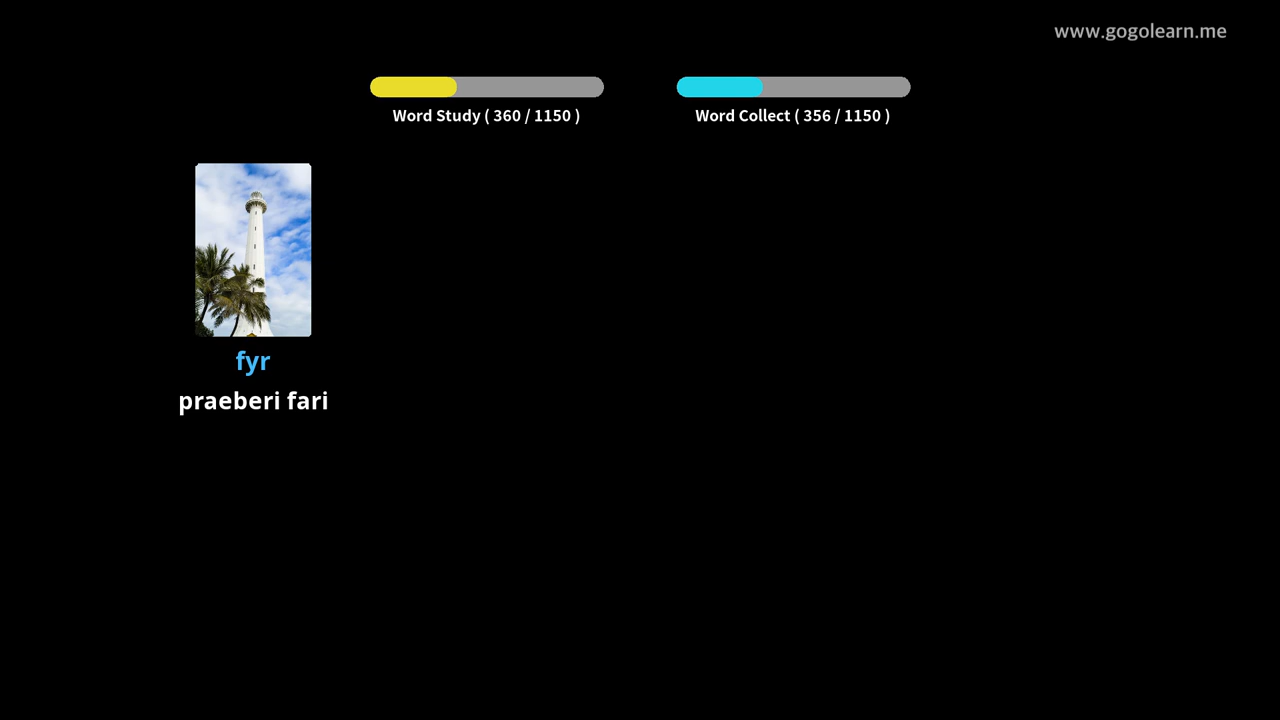 www.gogolearn.me
Word Study ( 360 / 1150 )
Word Collect ( 356 / 1150 )
fyr
praeberi fari